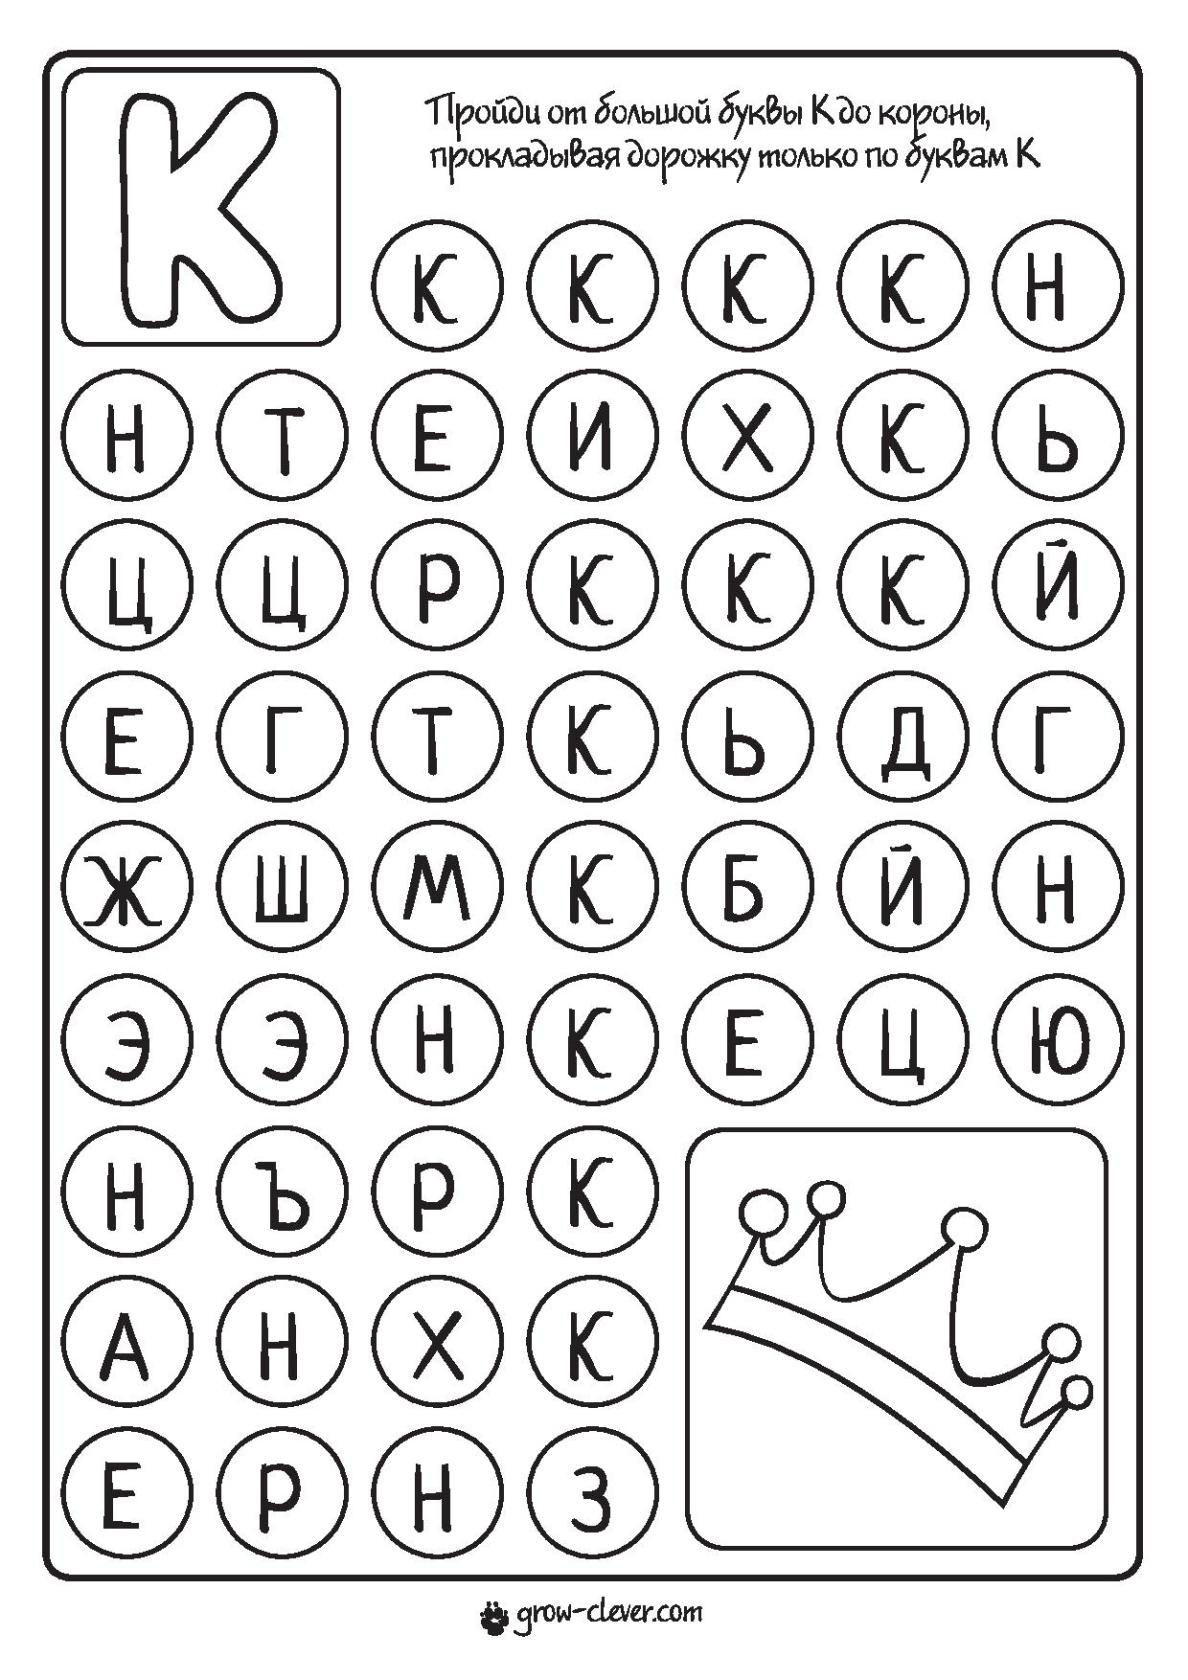 К
Пройди от большой буквы К до короны,
прокладывая дорожку только по буквам К
К К К К Н
Н Т Е И Х К Ь
Ц Ц Р К К К Й
Е Г Т К Ь Д Г
Ж Ш М К Б Й Н
Э Э Н К Е Ц Ю
Н Ъ Р К
А Н Х К
Е Р Н З
grow-clever.com